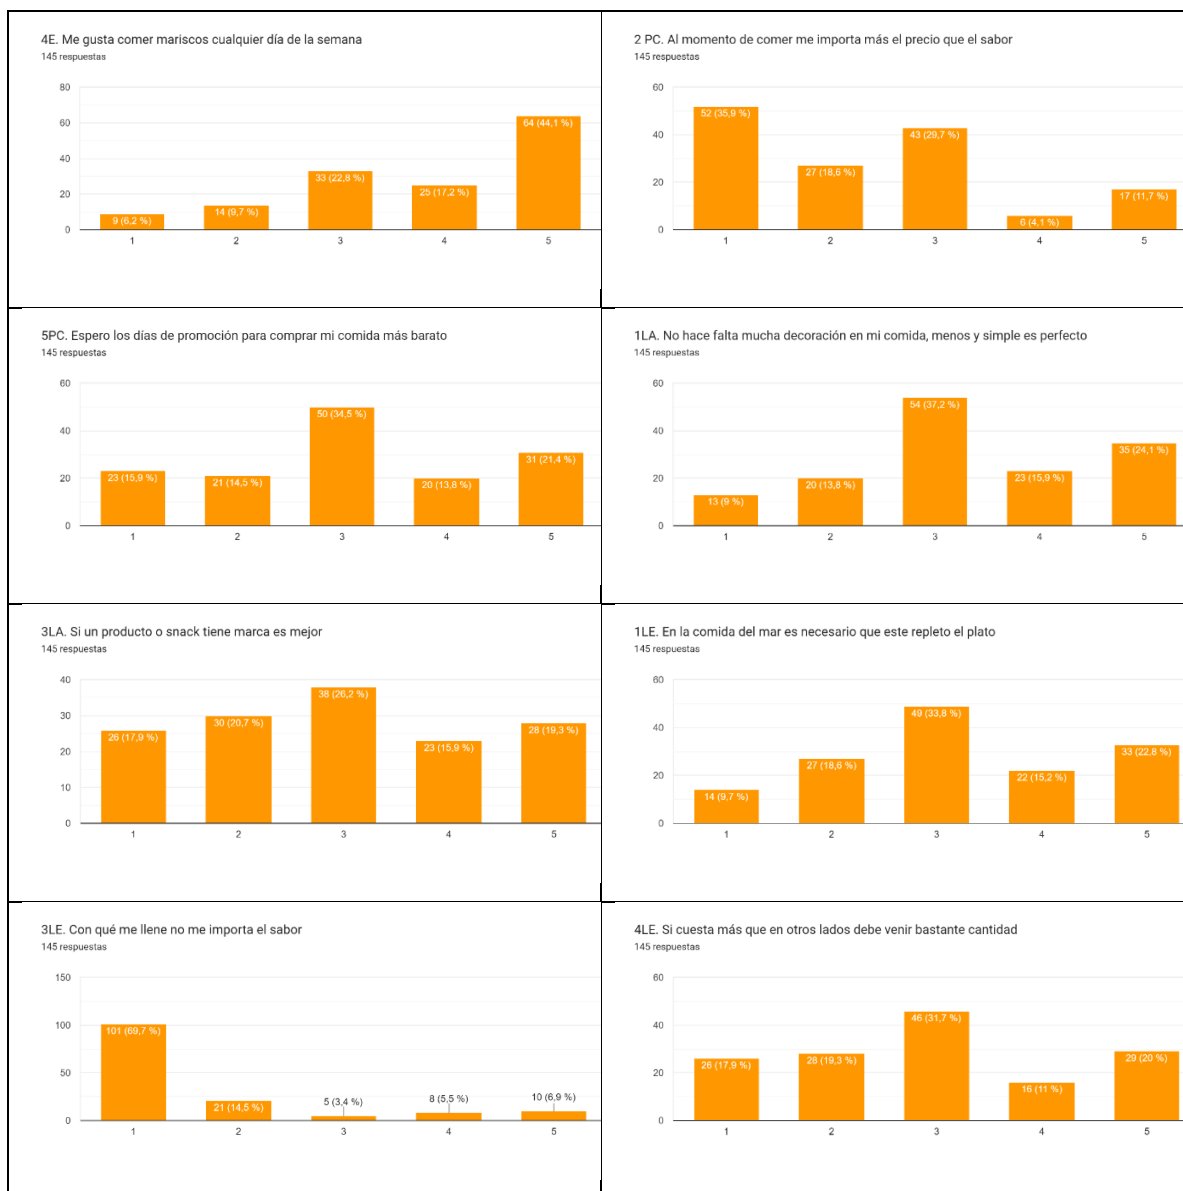 4E. Me gusta comer mariscos cualquier día de la semana
145 respuestas
80
60
40
20
0
9 (6,2 %)
14 (9,7 %)
33 (22,8 %)
25 (17,2 %)
64 (44,1 %)
1 2 3 4 5
2 PC. Al momento de comer me importa más el precio que el sabor
145 respuestas
60
40
20
0
52 (35,9 %)
27 (18,6 %)
43 (29,7 %)
6 (4,1 %)
17 (11,7 %)
1 2 3 4 5
5PC. Espero los días de promoción para comprar mi comida más barato
145 respuestas
60
40
20
0
23 (15,9 %)
21 (14,5 %)
50 (34,5 %)
20 (13,8 %)
31 (21,4 %)
1 2 3 4 5
1LA. No hace falta mucha decoración en mi comida, menos y simple es perfecto
145 respuestas
60
40
20
0
13 (9 %)
20 (13,8 %)
54 (37,2 %)
23 (15,9 %)
35 (24,1 %)
1 2 3 4 5
3LA. Si un producto o snack tiene marca es mejor
145 respuestas
40
30
20
10
0
26 (17,9 %)
30 (20,7 %)
38 (26,2 %)
23 (15,9 %)
28 (19,3 %)
1 2 3 4 5
1LE. En la comida del mar es necesario que este repleto el plato
145 respuestas
60
40
20
0
14 (9,7 %)
27 (18,6 %)
49 (33,8 %)
22 (15,2 %)
33 (22,8 %)
1 2 3 4 5
3LE. Con qué me llene no me importa el sabor
145 respuestas
150
100
50
0
101 (69,7 %)
21 (14,5 %)
5 (3,4 %)
8 (5,5 %)
10 (6,9 %)
1 2 3 4 5
4LE. Si cuesta más que en otros lados debe venir bastante cantidad
145 respuestas
60
40
20
0
26 (17,9 %)
28 (19,3 %)
46 (31,7 %)
16 (11 %)
29 (20 %)
1 2 3 4 5